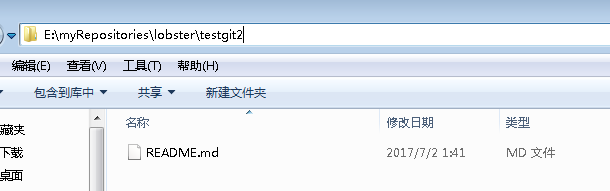 E:\myRepositories\lobster\testgit2
编辑(E) 查看(V) 工具(T) 帮助(H)
包含到库中 共享 新建文件夹
名称 修改日期 类型
藏夹
README.md 2017/7/2 1:41 MD 文件
下载
桌面